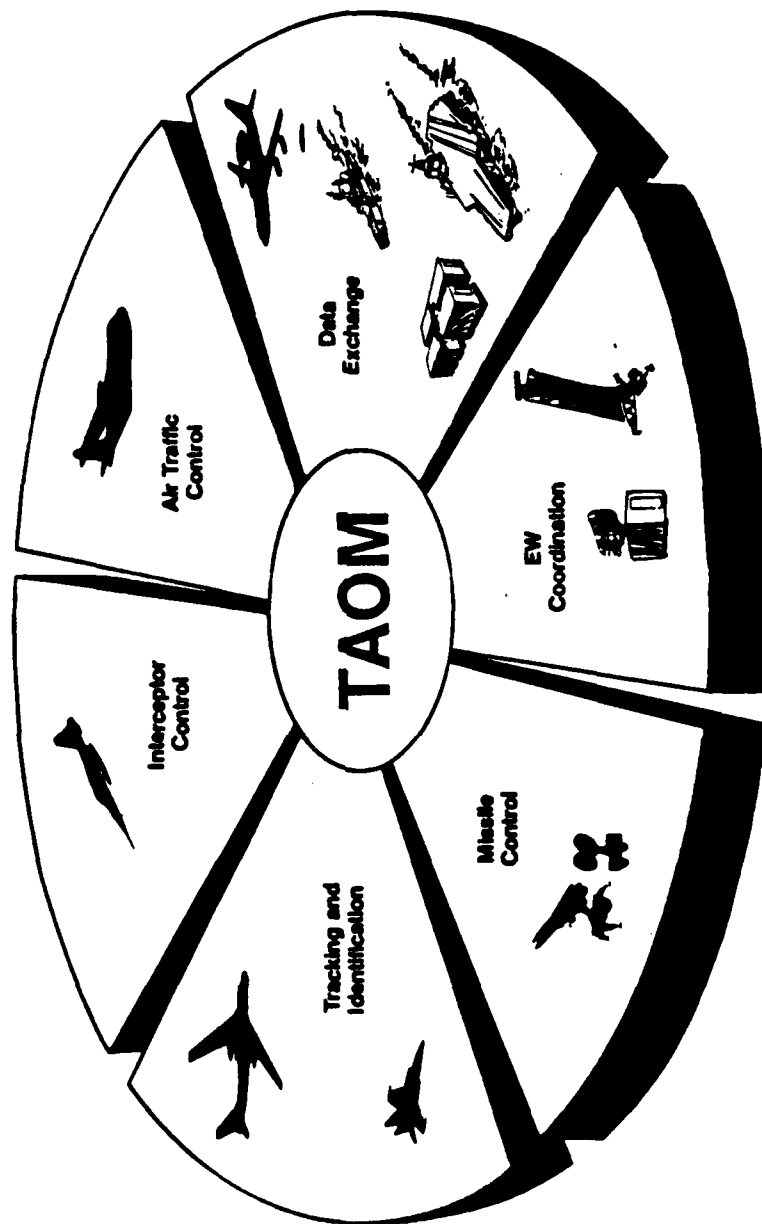 Interceptor
Control
Air Traffic
Control
Tracking and
Identification
TAOM
Data
Exchange
Missile
Control
EW
Coordination